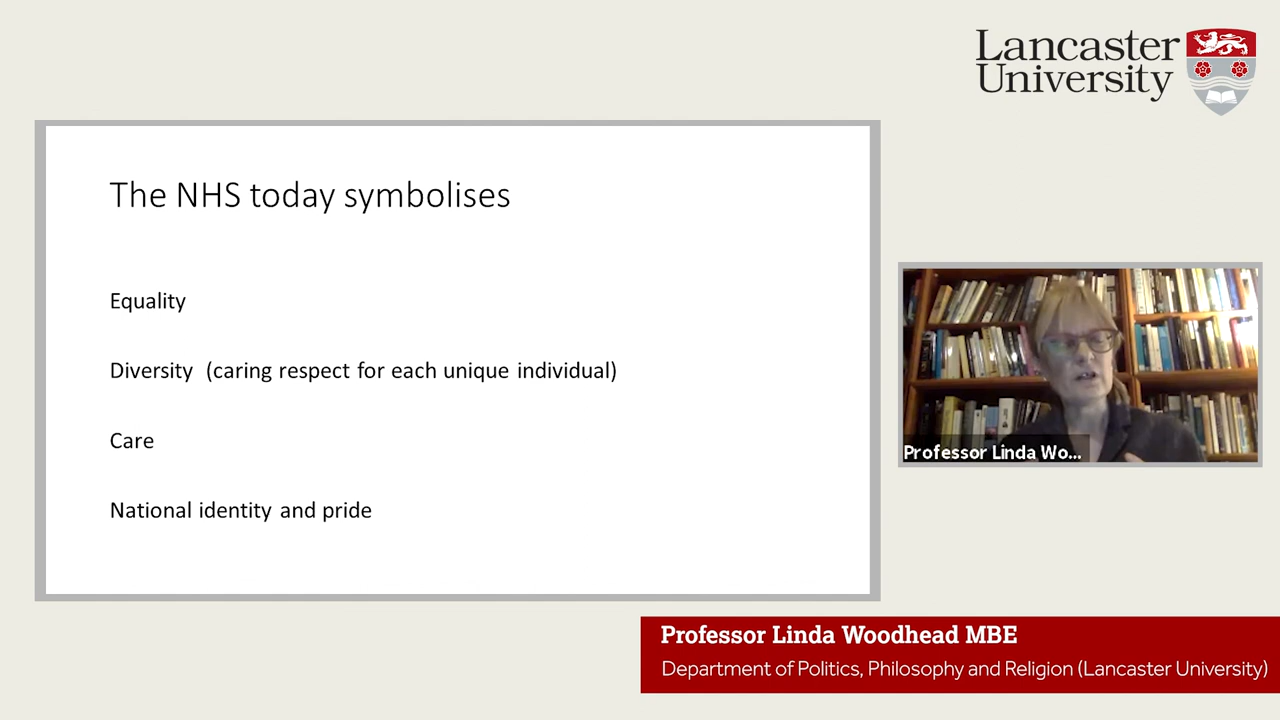 Lancaster
University
The NHS today symbolises
Equality
Diversity (caring respect for each unique individual)
Care
National identity and pride
Professor Linda Wo...
Professor Linda Woodhead MBE
Department of Politics, Philosophy and Religion (Lancaster University)